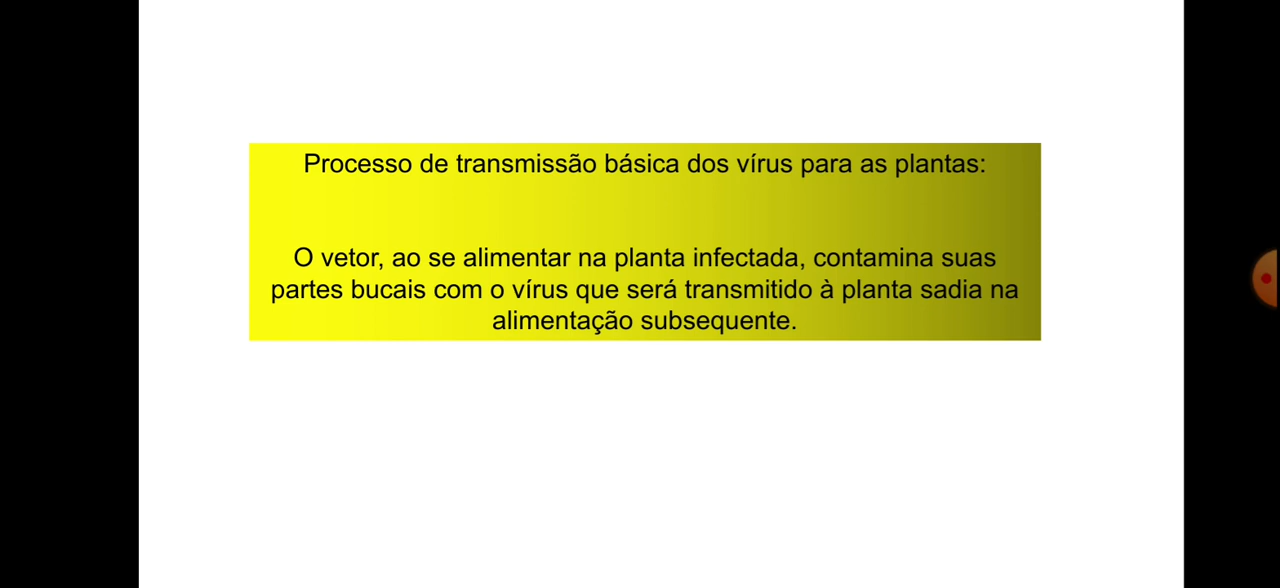 Processo de transmissão básica dos vírus para as plantas:
O vetor, ao se alimentar na planta infectada, contamina suas
partes bucais com o vírus que será transmitido à planta sadia na
alimentação subsequente.